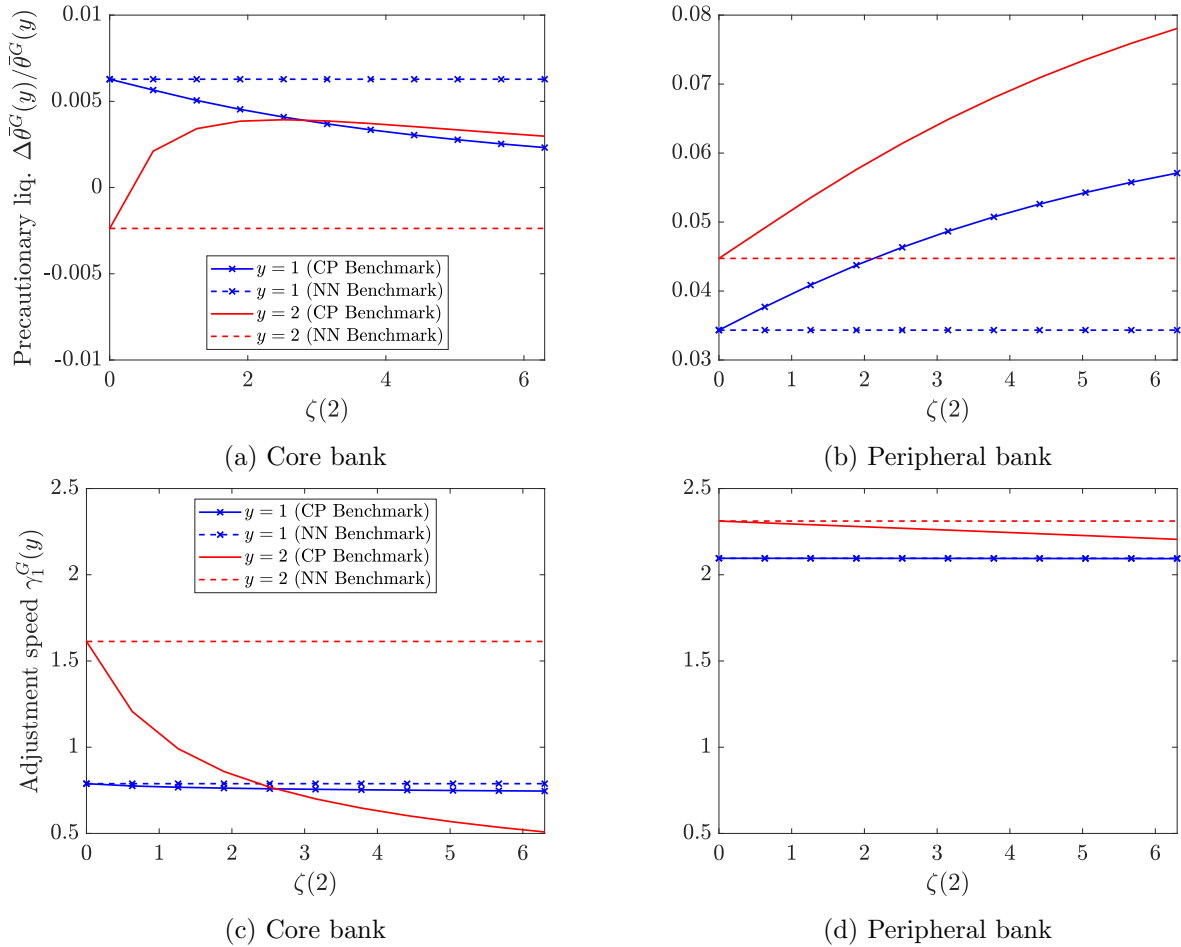 Precautionary liq. Δθ̄^G(y)/θ̄^G(y)
0.01
0.005
0
-0.005
-0.01
y = 1 (CP Benchmark)
y = 1 (NN Benchmark)
y = 2 (CP Benchmark)
y = 2 (NN Benchmark)
0 2 4 6
ζ(2)
(a) Core bank
0.08
0.07
0.06
0.05
0.04
0.03
0 1 2 3 4 5 6
ζ(2)
(b) Peripheral bank
Adjustment speed γ_1^G(y)
2.5
2
1.5
1
0.5
y = 1 (CP Benchmark)
y = 1 (NN Benchmark)
y = 2 (CP Benchmark)
y = 2 (NN Benchmark)
0 1 2 3 4 5 6
ζ(2)
(c) Core bank
2.5
2
1.5
1
0.5
0 1 2 3 4 5 6
ζ(2)
(d) Peripheral bank